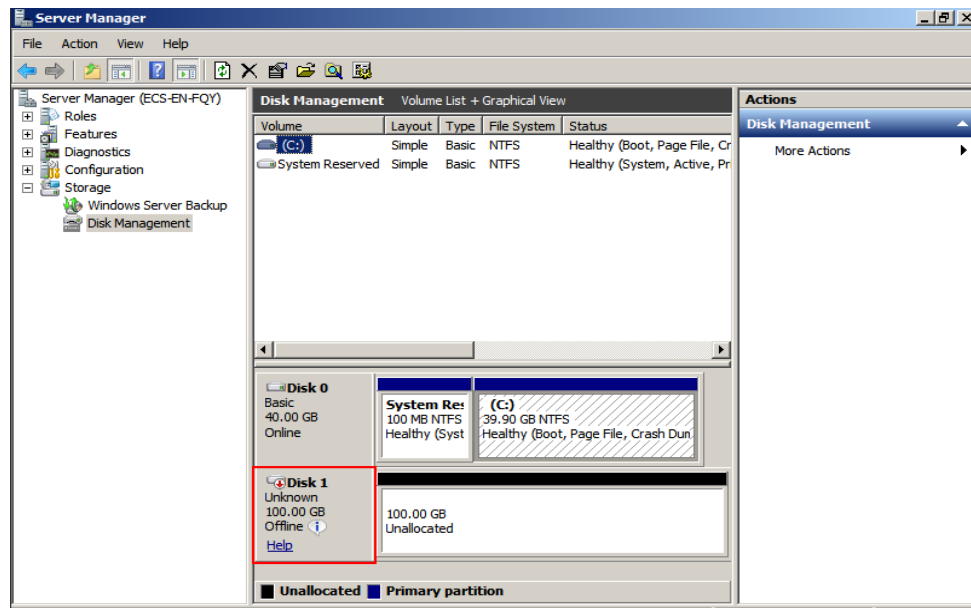 Server Manager
File Action View Help
Server Manager (ECS-EN-FQY)
Roles
Features
Diagnostics
Configuration
Storage
Windows Server Backup
Disk Management
Disk Management Volume List + Graphical View
Volume Layout Type File System Status
(C:) Simple Basic NTFS Healthy (Boot, Page File, Cr
System Reserved Simple Basic NTFS Healthy (System, Active, Pri
Disk 0
Basic
40.00 GB
Online
System Res
100 MB NTFS
Healthy (Syst
(C:)
39.90 GB NTFS
Healthy (Boot, Page File, Crash Dum
Disk 1
Unknown
100.00 GB
Offline
Help
100.00 GB
Unallocated
Unallocated Primary partition
Actions
Disk Management
More Actions